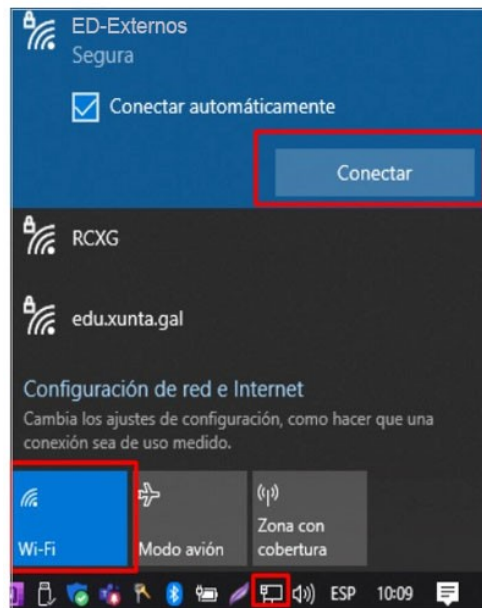 ED-Externos
Segura
Conectar automáticamente
Conectar
RCXG
edu.xunta.gal
Configuración de red e Internet
Cambia los ajustes de configuración, como hacer que una
conexión sea de uso medido.
Wi-Fi
Modo avión
Zona con
cobertura
ESP
10:09